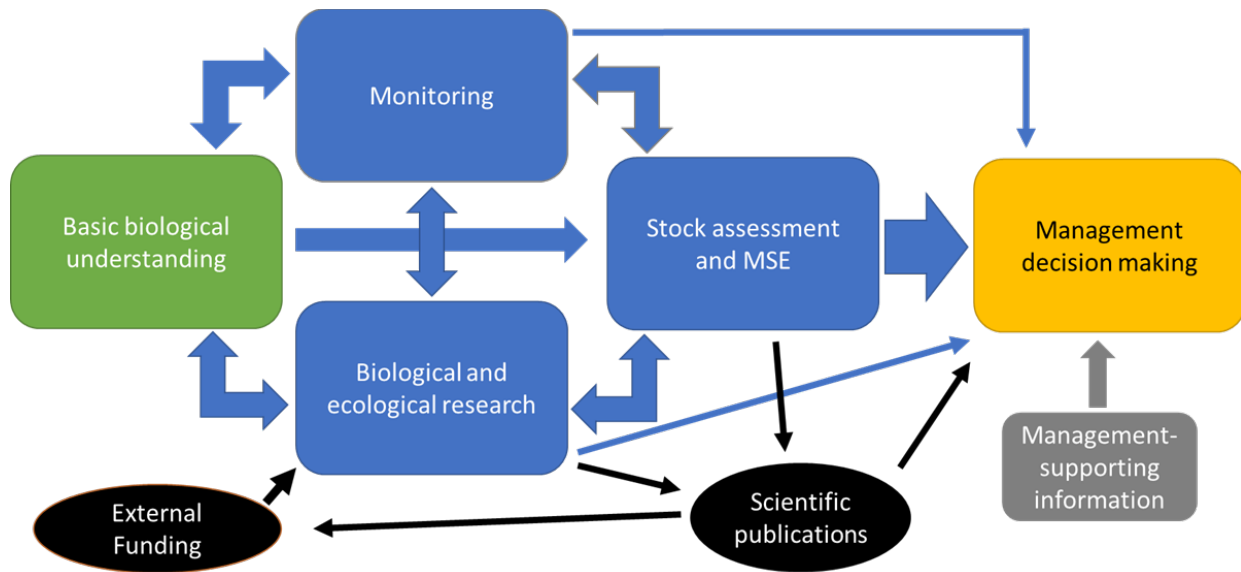 Monitoring
Basic biological
understanding
Stock assessment
and MSE
Management
decision making
Biological and
ecological research
Management-
supporting
information
External
Funding
Scientific
publications